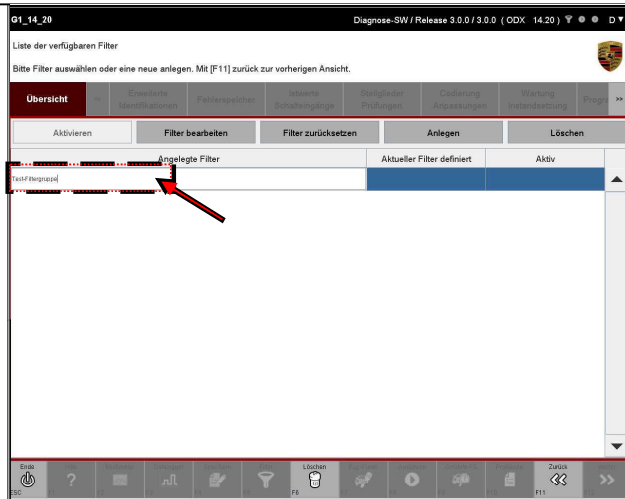 G1_14_20 Diagnose-SW / Release 3.0.0 / 3.0.0 ( ODX 14.20 ) D
Liste der verfügbaren Filter
Bitte Filter auswählen oder eine neue anlegen. Mit [F11] zurück zur vorherigen Ansicht.
Übersicht Erweiterte Identifikationen Fehlerspeicher Istwerte Schalteingänge Stellglieder Prüfungen Codierung Anpassungen Wartung Instandsetzung Progra >>
Aktivieren Filter bearbeiten Filter zurücksetzen Anlegen Löschen
Angelegte Filter Aktueller Filter definiert Aktiv
Test-Filtergruppe
Ende Filter Löschen Zurück
ESC F8 F11